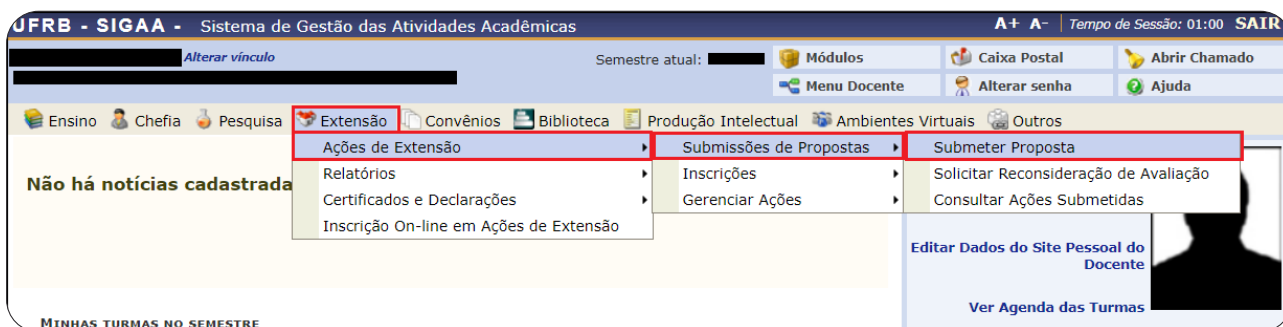 UFRB - SIGAA - Sistema de Gestão das Atividades Acadêmicas A+ A- | Tempo de Sessão: 01:00 SAIR
Alterar vínculo Semestre atual: Módulos Caixa Postal Abrir Chamado
Menu Docente Alterar senha Ajuda
Ensino Chefia Pesquisa Extensão Convênios Biblioteca Produção Intelectual Ambientes Virtuais Outros
Ações de Extensão Submissões de Propostas Submeter Proposta
Relatórios Inscrições Solicitar Reconsideração de Avaliação
Não há notícias cadastrada
Certificados e Declarações Gerenciar Ações Consultar Ações Submetidas
Inscrição On-line em Ações de Extensão
Editar Dados do Site Pessoal do
Docente
Ver Agenda das Turmas
MINHAS TURMAS NO SEMESTRE